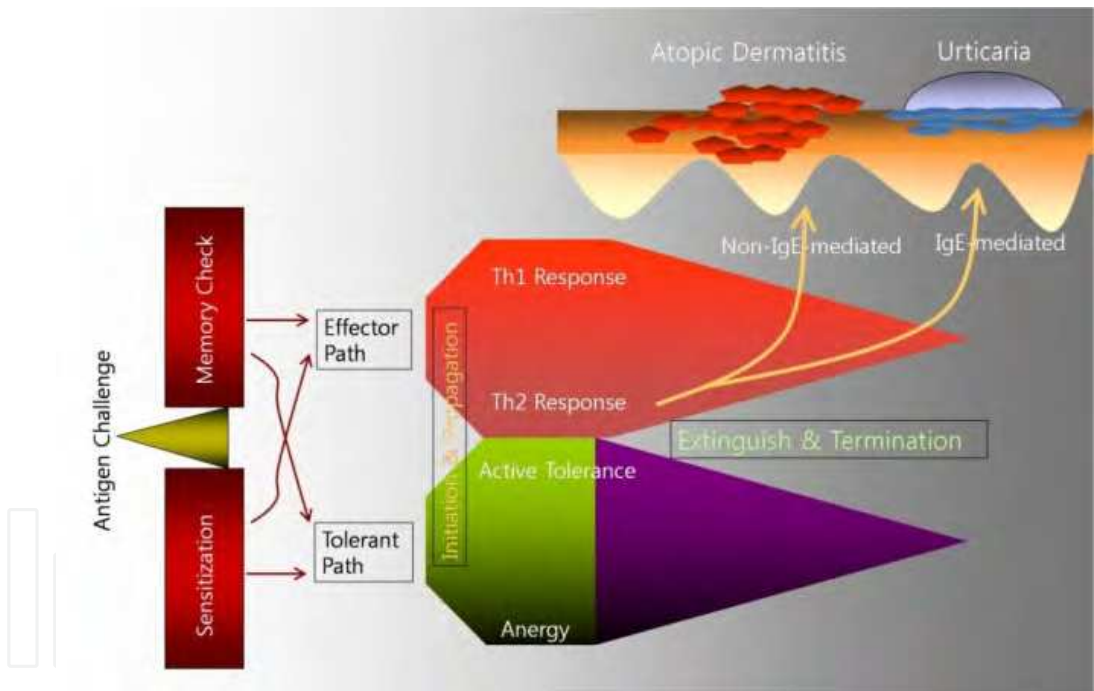 Atopic Dermatitis
Urticaria
Non-IgE-mediated
IgE-mediated
Antigen Challenge
Memory Check
Sensitization
Effector
Path
Tolerant
Path
Initiation & Propagation
Th1 Response
Th2 Response
Extinguish & Termination
Active Tolerance
Anergy